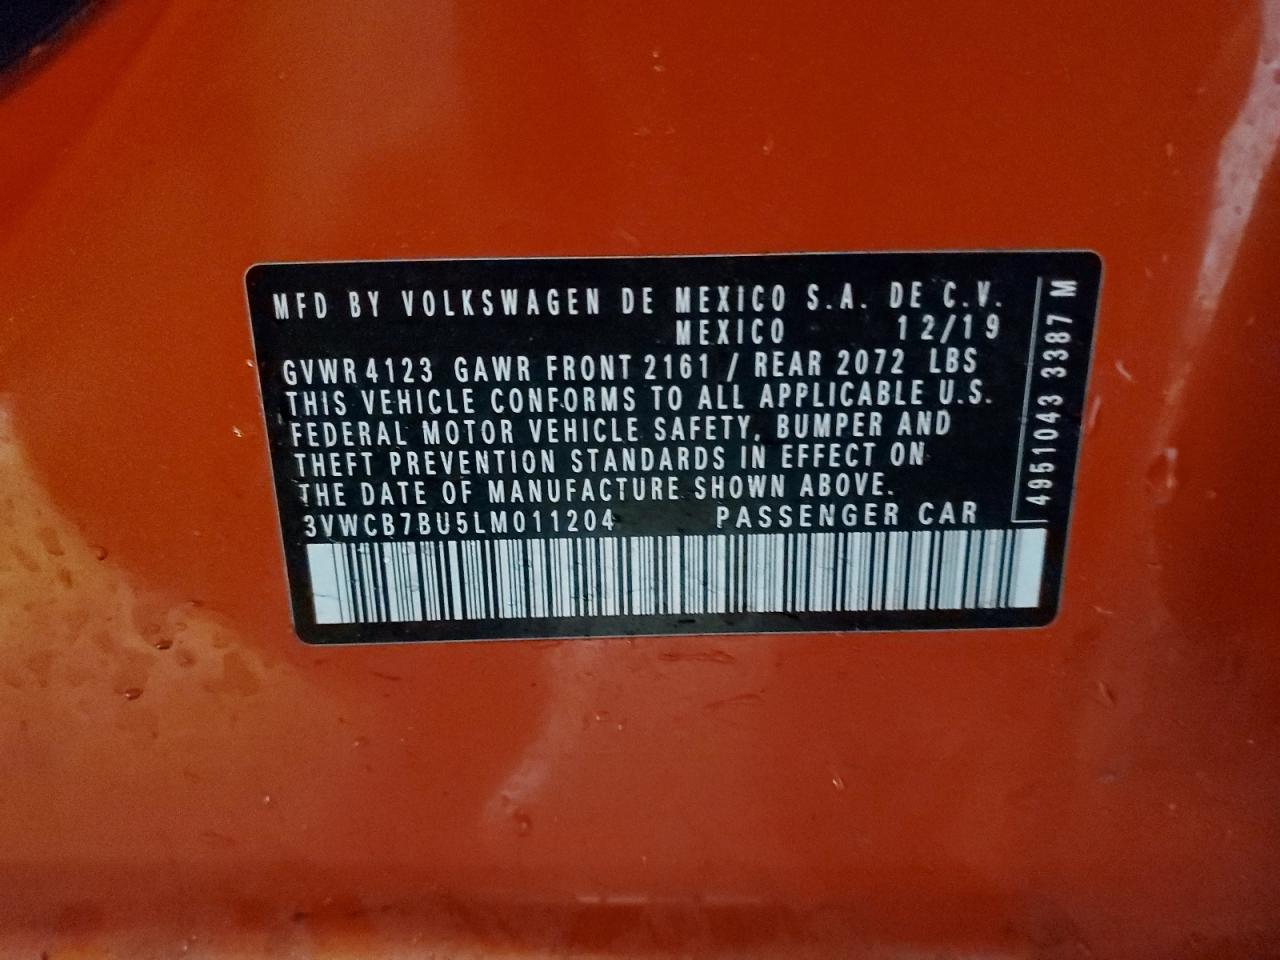 MFD BY VOLKSWAGEN DE MEXICO S.A. DE C.V.
MEXICO 12/19
GVWR 4123 GAWR FRONT 2161 / REAR 2072 LBS
THIS VEHICLE CONFORMS TO ALL APPLICABLE U.S.
FEDERAL MOTOR VEHICLE SAFETY, BUMPER AND
THEFT PREVENTION STANDARDS IN EFFECT ON
THE DATE OF MANUFACTURE SHOWN ABOVE.
3VWCB7BU5LM011204 PASSENGER CAR
4951043 3387 M